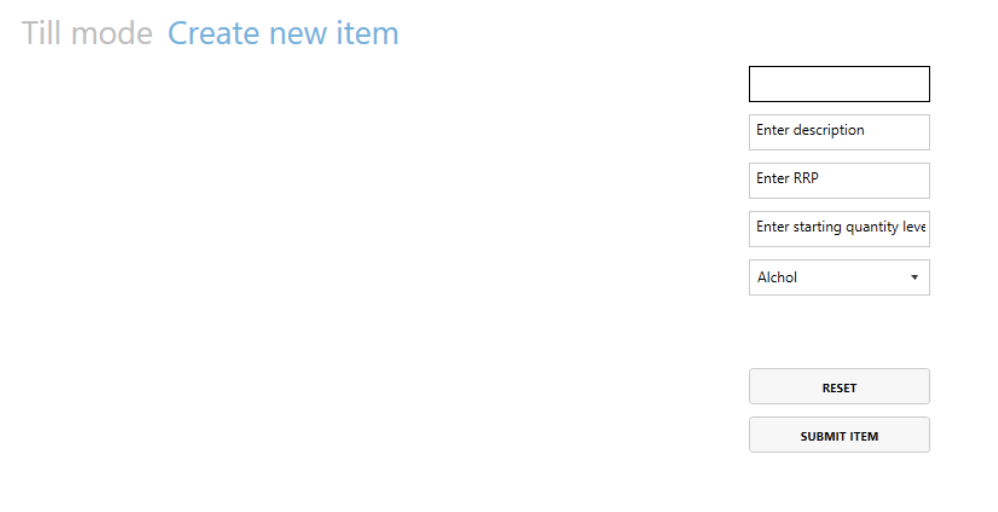 Till mode Create new item
Enter description
Enter RRP
Enter starting quantity leve
Alchol
RESET
SUBMIT ITEM